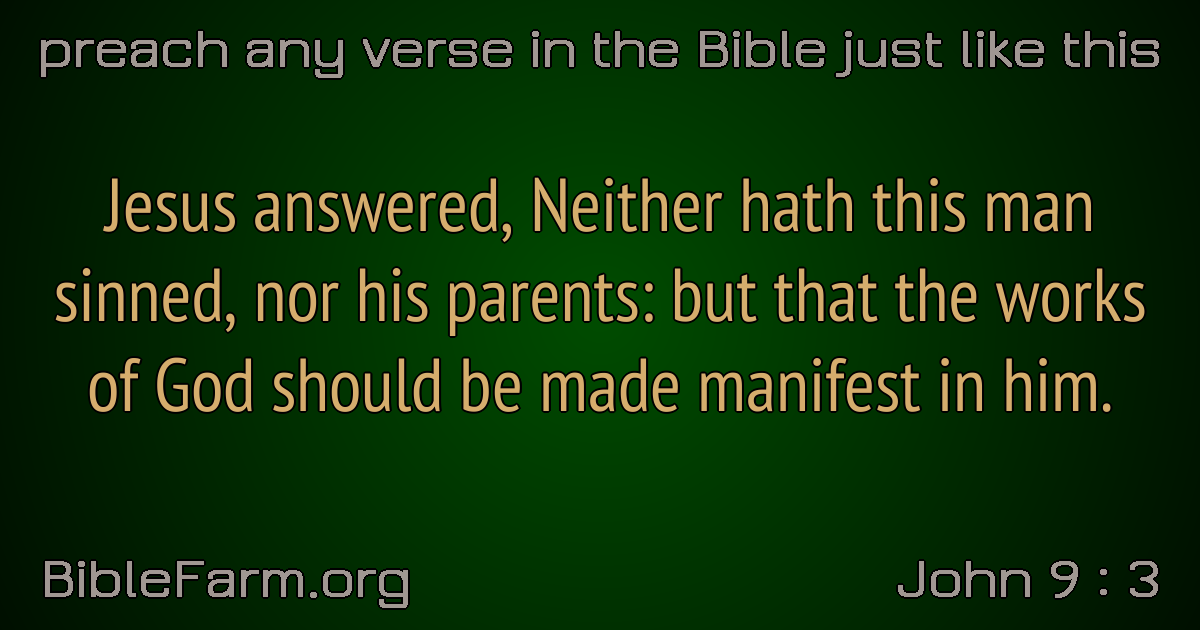 preach any verse in the Bible just like this
Jesus answered, Neither hath this man
sinned, nor his parents: but that the works
of God should be made manifest in him.
BibleFarm.org
John 9 : 3